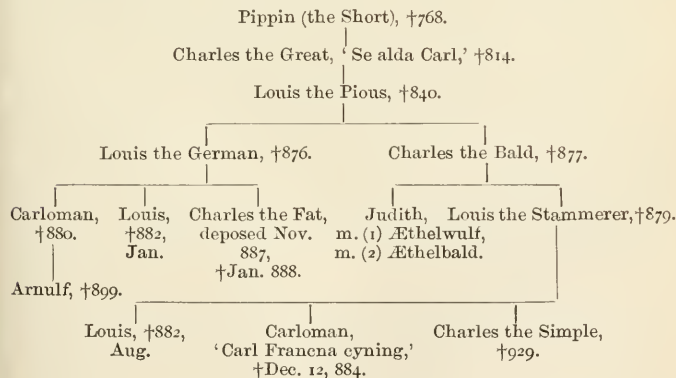 Pippin (the Short), †768.
Charles the Great, ‘ Se alda Carl,’ †814.
Louis the Pious, †840.
Louis the German, †876.
Charles the Bald, †877.
Carloman, Louis, Charles the Fat, Judith, Louis the Stammerer, †879.
†880. †882, deposed Nov. m. (1) Æthelwulf,
Jan. 887, m. (2) Æthelbald.
†Jan. 888.
Arnulf, †899.
Louis, †882, Carloman, Charles the Simple,
Aug. ‘Carl Francna cyning,’ †929.
†Dec. 12, 884.